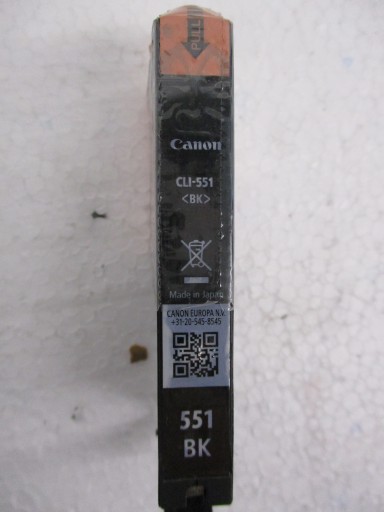 PULL
Canon
CLI-551
<BK>
Made in Japan
CANON EUROPA N.V.
+31-20-545-8545
551
BK